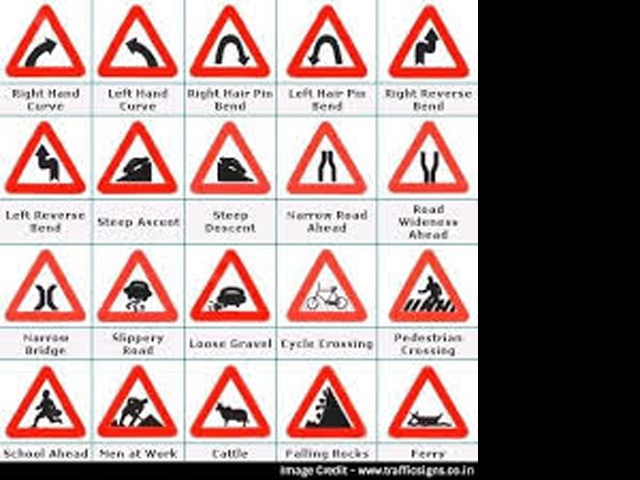 Right Hand Curve
Left Hand Curve
Right Hair Pin Bend
Left Hair Pin Bend
Right Reverse Bend
Left Reverse Bend
Steep Ascent
Steep Descent
Narrow Road Ahead
Road Wideness Ahead
Narrow Bridge
Slippery Road
Loose Gravel
Cycle Crossing
Pedestrian Crossing
School Ahead
Men at Work
Cattle
Falling Rocks
Ferry
Image Credit - www.trafficsigns.co.in